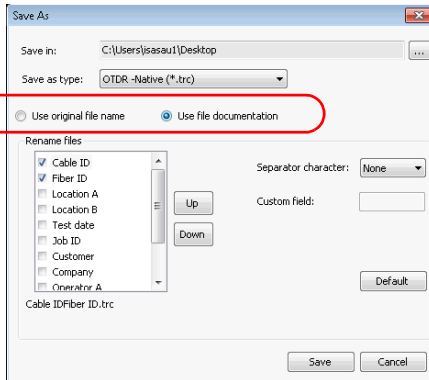 Save As
Save in:
C:\Users\isasau1\Desktop
...
Save as type:
OTDR -Native (*.trc)
Use original file name
Use file documentation
Rename files
Cable ID
Fiber ID
Location A
Location B
Test date
Job ID
Customer
Company
Operator A
Up
Down
Separator character:
None
Custom field:
Default
Cable IDFiber ID.trc
Save
Cancel